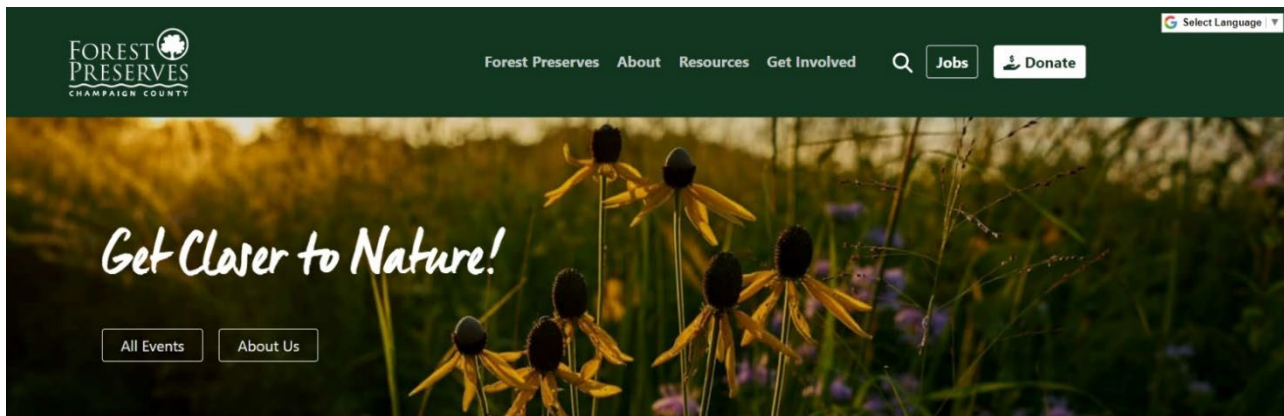 Select Language
FOREST
PRESERVES
CHAMPAIGN COUNTY
Forest Preserves About Resources Get Involved Jobs Donate
Get Closer to Nature!
All Events About Us